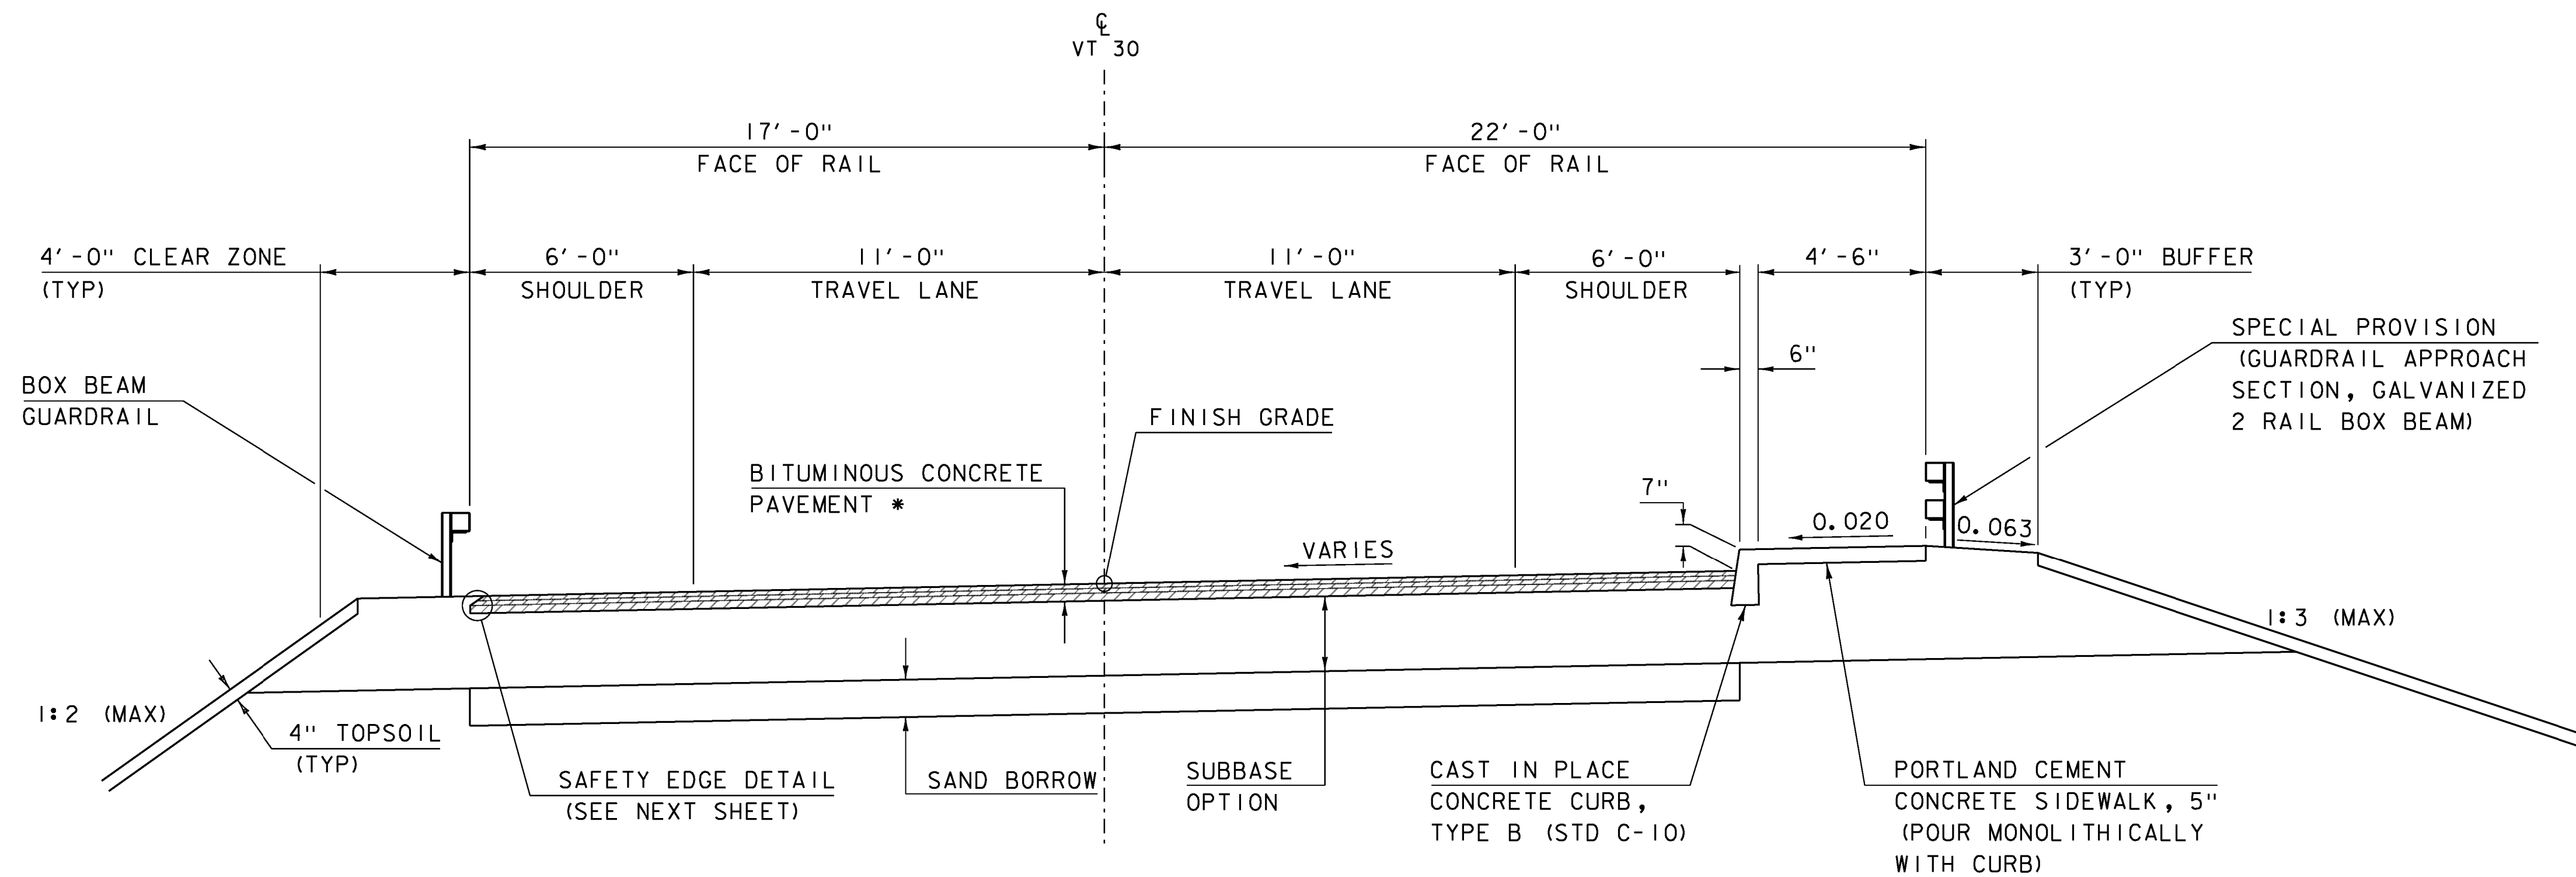 ℄
VT 30
17'-0"
FACE OF RAIL
22'-0"
FACE OF RAIL
4'-0" CLEAR ZONE
(TYP)
6'-0"
SHOULDER
11'-0"
TRAVEL LANE
11'-0"
TRAVEL LANE
6'-0"
SHOULDER
4'-6"
3'-0" BUFFER
(TYP)
SPECIAL PROVISION
(GUARDRAIL APPROACH
SECTION, GALVANIZED
2 RAIL BOX BEAM)
6"
BOX BEAM
GUARDRAIL
FINISH GRADE
BITUMINOUS CONCRETE
PAVEMENT *
7"
0.020
0.063
VARIES
1:3 (MAX)
1:2 (MAX)
4" TOPSOIL
(TYP)
SAFETY EDGE DETAIL
(SEE NEXT SHEET)
SAND BORROW
SUBBASE
OPTION
CAST IN PLACE
CONCRETE CURB,
TYPE B (STD C-10)
PORTLAND CEMENT
CONCRETE SIDEWALK, 5"
(POUR MONOLITHICALLY
WITH CURB)